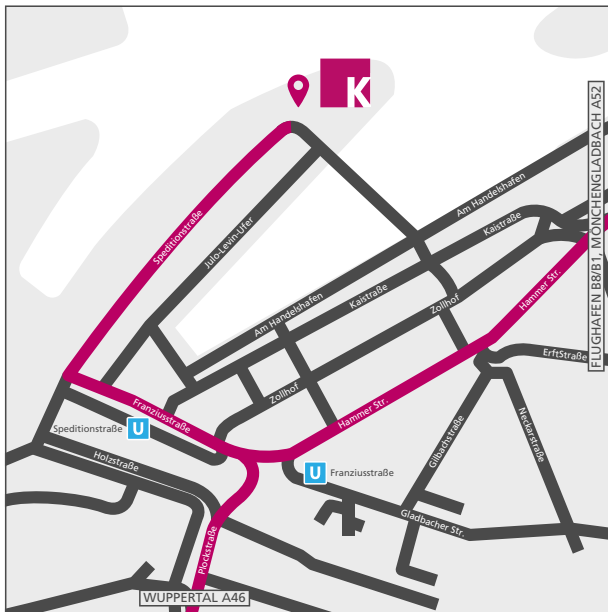 K
FLUGHAFEN B8/B1, MÖNCHENGLADBACH A52
Am Handelshafen
Speditionstraße
Julo-Levin-Ufer
Kaistraße
Hammer Str.
Zollhof
Am Handelshafen
Kaistraße
ErftStraße
Zollhof
Franziusstraße
Hammer Str.
Speditionstraße
U
Neckarstraße
Gilbachstraße
Holzstraße
U
Franziusstraße
Gladbacher Str.
Plockstraße
WUPPERTAL A46